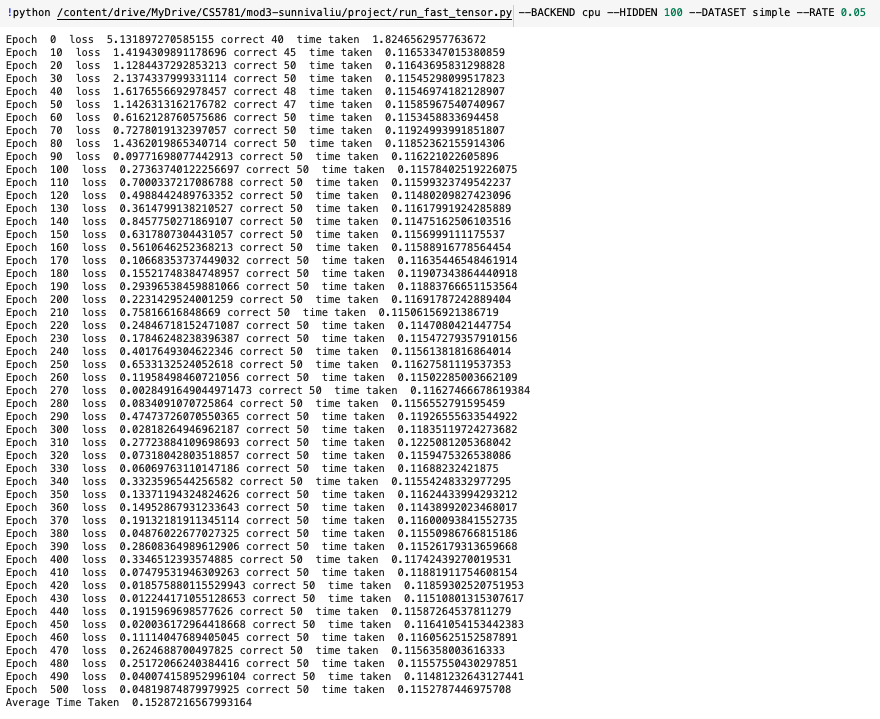 !python /content/drive/MyDrive/CS5781/mod3-sunnivaliu/project/run_fast_tensor.py --BACKEND cpu --HIDDEN 100 --DATASET simple --RATE 0.05
Epoch 0 loss 5.131897270585155 correct 40 time taken 1.8246562957763672
Epoch 10 loss 1.4194309891178696 correct 45 time taken 0.11653347015380859
Epoch 20 loss 1.1284437292853213 correct 50 time taken 0.11643695831298828
Epoch 30 loss 2.1374337999331114 correct 50 time taken 0.11545298099517823
Epoch 40 loss 1.6176556692978457 correct 48 time taken 0.11546974182128907
Epoch 50 loss 1.1426313162176782 correct 47 time taken 0.11585967540740967
Epoch 60 loss 0.6162128760575686 correct 50 time taken 0.1153458833694458
Epoch 70 loss 0.7278019132397057 correct 50 time taken 0.11924993991851807
Epoch 80 loss 1.4362019865340714 correct 50 time taken 0.11852362155914306
Epoch 90 loss 0.09771698077442913 correct 50 time taken 0.116221022605896
Epoch 100 loss 0.27363740122256697 correct 50 time taken 0.11578402519226075
Epoch 110 loss 0.7000337217086788 correct 50 time taken 0.11599323749542237
Epoch 120 loss 0.4988442489763352 correct 50 time taken 0.11480209827423096
Epoch 130 loss 0.3614799138210527 correct 50 time taken 0.11617991924285889
Epoch 140 loss 0.8457750271869107 correct 50 time taken 0.11475162506103516
Epoch 150 loss 0.6317807304431057 correct 50 time taken 0.1156999111175537
Epoch 160 loss 0.5610646252368213 correct 50 time taken 0.11588916778564454
Epoch 170 loss 0.10668353737449032 correct 50 time taken 0.11635446548461914
Epoch 180 loss 0.15521748384748957 correct 50 time taken 0.11907343864440918
Epoch 190 loss 0.29396538459881066 correct 50 time taken 0.11883766651153564
Epoch 200 loss 0.2231429524001259 correct 50 time taken 0.11691787242889404
Epoch 210 loss 0.75816616848669 correct 50 time taken 0.11506156921386719
Epoch 220 loss 0.24846718152471087 correct 50 time taken 0.1147080421447754
Epoch 230 loss 0.17846248238396387 correct 50 time taken 0.11547279357910156
Epoch 240 loss 0.4017649304622346 correct 50 time taken 0.11561381816864014
Epoch 250 loss 0.6533132524052618 correct 50 time taken 0.11627581119537353
Epoch 260 loss 0.11958498460721056 correct 50 time taken 0.11502285003662109
Epoch 270 loss 0.0028491649044971473 correct 50 time taken 0.11627466678619384
Epoch 280 loss 0.0834091070725864 correct 50 time taken 0.1156552791595459
Epoch 290 loss 0.47473726070550365 correct 50 time taken 0.11926555633544922
Epoch 300 loss 0.02818264946962187 correct 50 time taken 0.11835119724273682
Epoch 310 loss 0.27723884109698693 correct 50 time taken 0.1225081205368042
Epoch 320 loss 0.07318042803518857 correct 50 time taken 0.1159475326538086
Epoch 330 loss 0.06069763110147186 correct 50 time taken 0.11688232421875
Epoch 340 loss 0.3323596544256582 correct 50 time taken 0.11554248332977295
Epoch 350 loss 0.13371194324824626 correct 50 time taken 0.11624433994293212
Epoch 360 loss 0.14952867931233643 correct 50 time taken 0.11438992023468017
Epoch 370 loss 0.19132181911345114 correct 50 time taken 0.11600093841552735
Epoch 380 loss 0.04876022677027325 correct 50 time taken 0.11550986766815186
Epoch 390 loss 0.28608364989612906 correct 50 time taken 0.11526179313659668
Epoch 400 loss 0.3346512393574885 correct 50 time taken 0.11742439270019531
Epoch 410 loss 0.07479531946309263 correct 50 time taken 0.11881911754608154
Epoch 420 loss 0.018575880115529943 correct 50 time taken 0.11859302520751953
Epoch 430 loss 0.012244171055128653 correct 50 time taken 0.11510801315307617
Epoch 440 loss 0.1915969698577626 correct 50 time taken 0.11587264537811279
Epoch 450 loss 0.020036172964418668 correct 50 time taken 0.11641054153442383
Epoch 460 loss 0.11114047689405045 correct 50 time taken 0.11605625152587891
Epoch 470 loss 0.2624688700497825 correct 50 time taken 0.1156358003616333
Epoch 480 loss 0.25172066240384416 correct 50 time taken 0.11557550430297851
Epoch 490 loss 0.040074158952996104 correct 50 time taken 0.11481232643127441
Epoch 500 loss 0.04819874879979925 correct 50 time taken 0.1152787446975708
Average Time Taken 0.15287216567993164